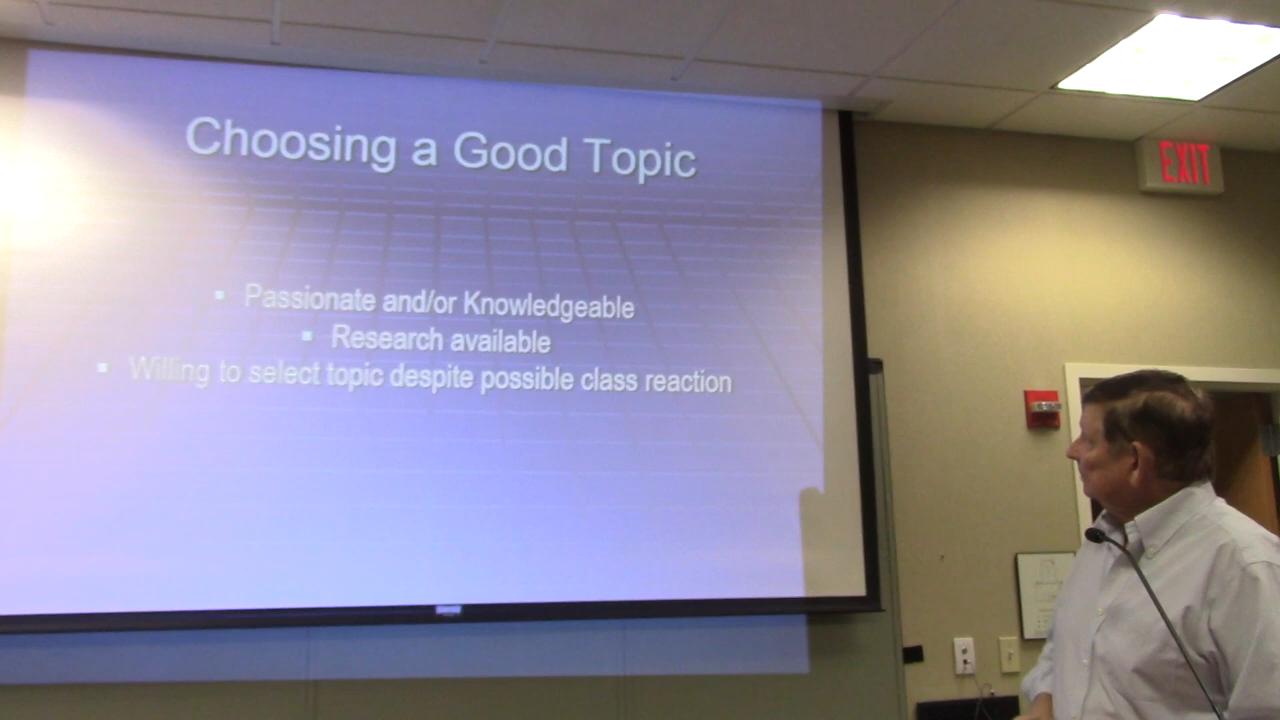 Choosing a Good Topic
EXIT
▪ Passionate and/or Knowledgeable
▪ Research available
▪ Willing to select topic despite possible class reaction